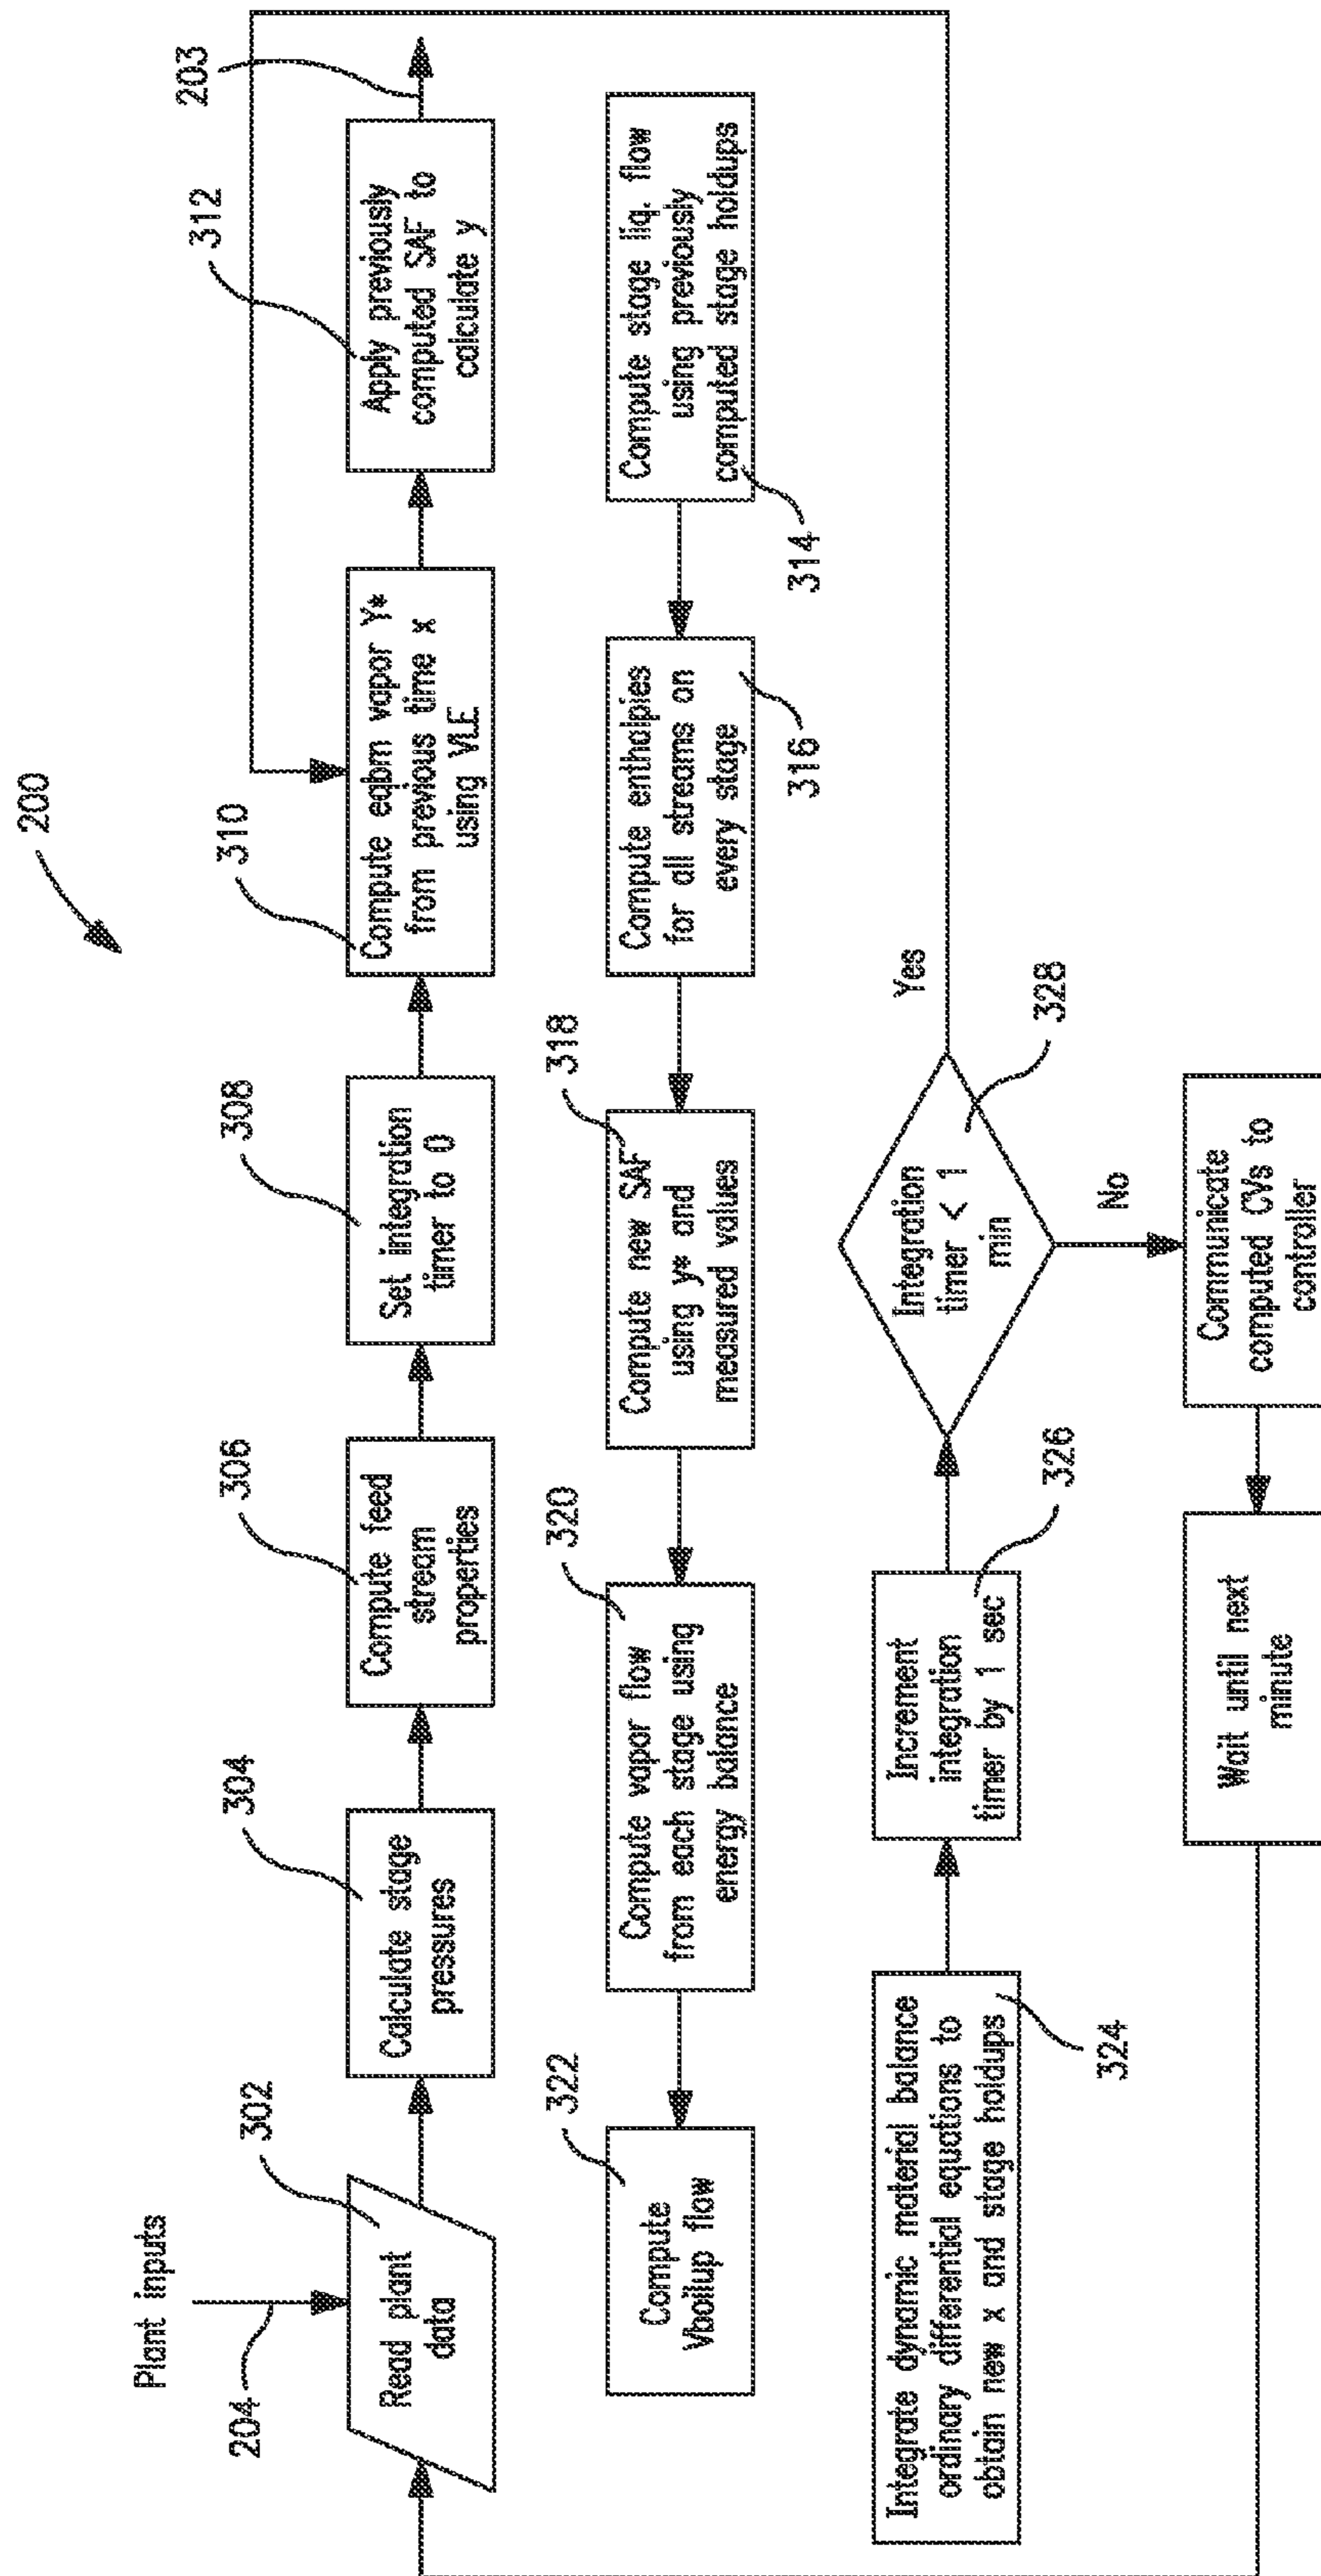 200
Plant inputs
204
302
Read plant
data
304
Calculate stage
pressures
306
Compute feed
stream
properties
308
Set integration
timer to 0
310
Compute eqbm vapor Y*
from previous time x
using VLE
312
Apply previously
computed SAF to
calculate y
203
Compute stage liq. flow
using previously
computed stage holdups
314
Compute enthalpies
for all streams on
every stage
316
318
Compute new SAF
using y* and
measured values
320
Compute vapor flow
from each stage using
energy balance
322
Compute
Vboilup flow
Integrate dynamic material balance
ordinary differential equations to
obtain new x and stage holdups
324
Increment
integration
timer by 1 sec
326
Integration
timer < 1
min
328
Yes
No
Communicate
computed CVs to
controller
Wait until next
minute